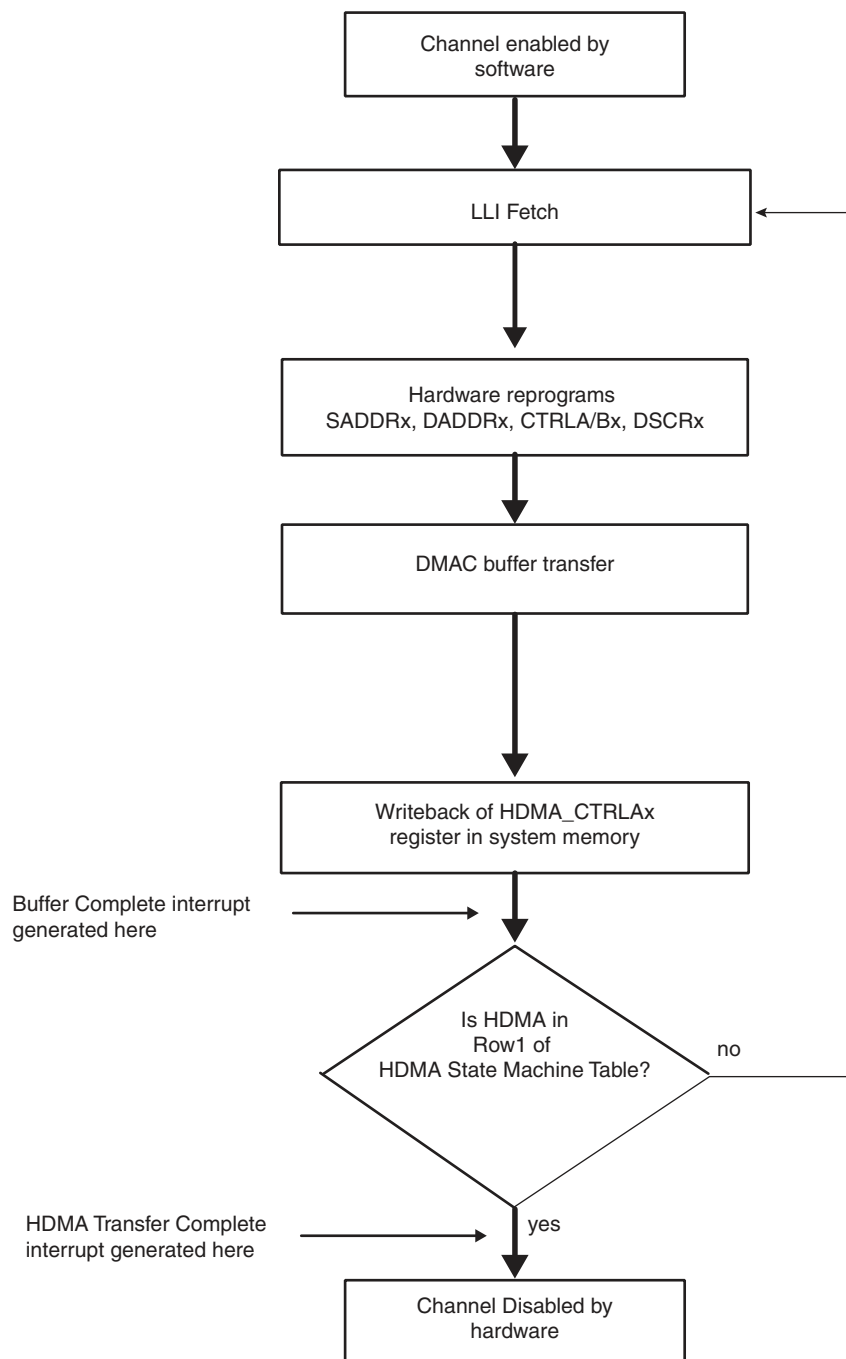 Channel enabled by
software
LLI Fetch
Hardware reprograms
SADDRx, DADDRx, CTRLA/Bx, DSCRx
DMAC buffer transfer
Writeback of HDMA_CTRLAx
register in system memory
Buffer Complete interrupt
generated here
Is HDMA in
Row1 of
HDMA State Machine Table?
no
HDMA Transfer Complete
interrupt generated here
yes
Channel Disabled by
hardware